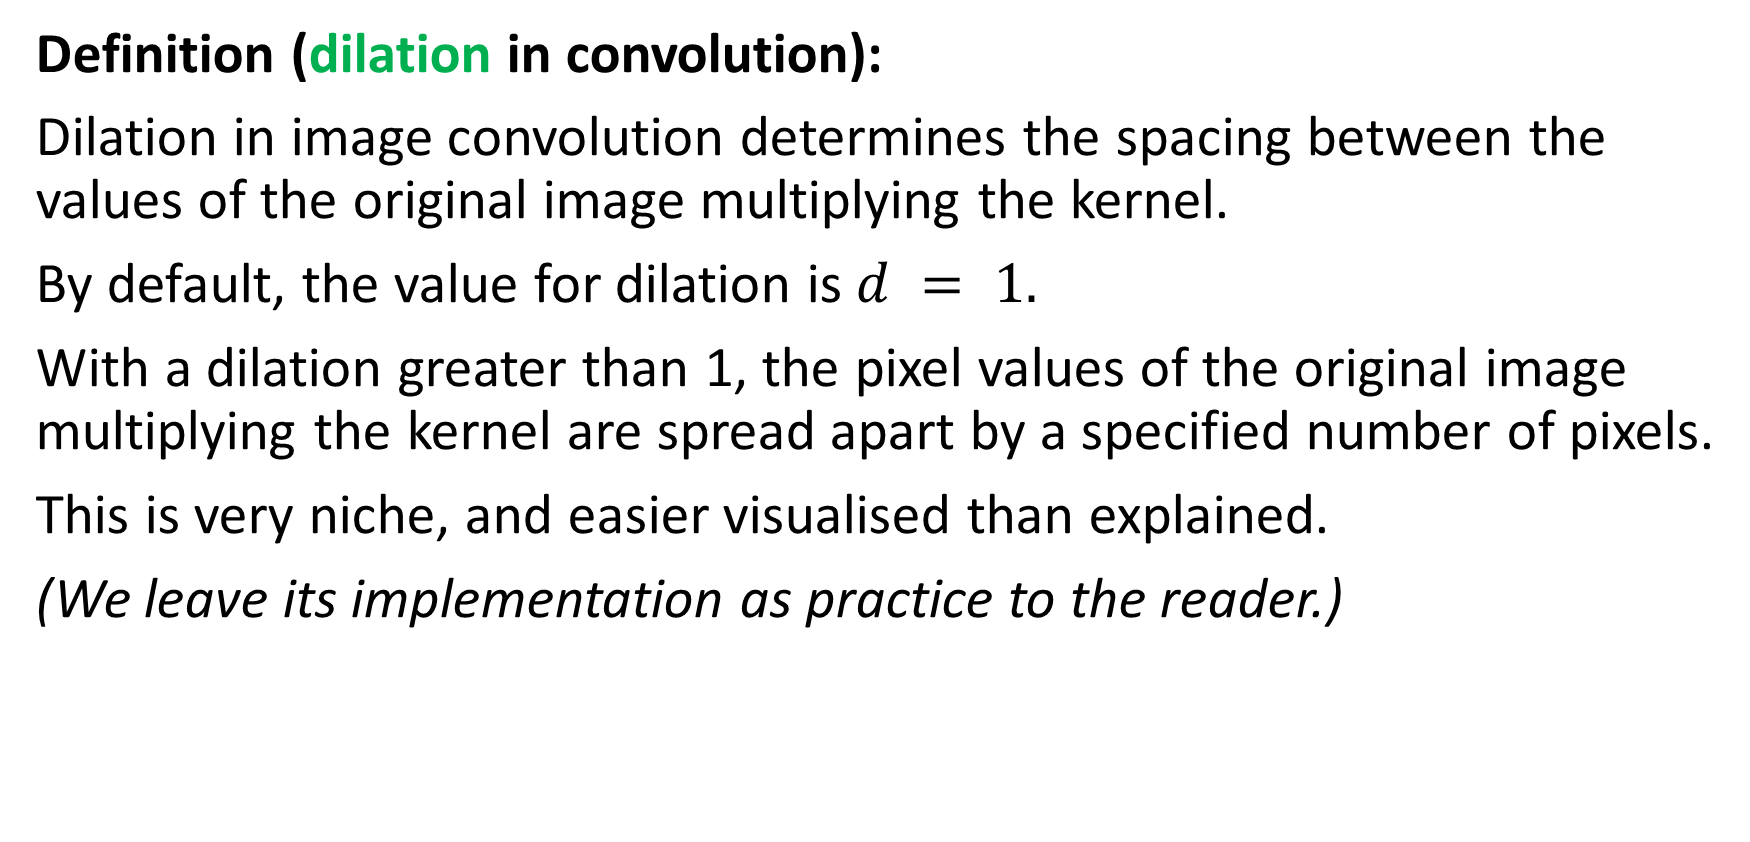 Definition (dilation in convolution):
Dilation in image convolution determines the spacing between the
values of the original image multiplying the kernel.
By default, the value for dilation is d = 1.
With a dilation greater than 1, the pixel values of the original image
multiplying the kernel are spread apart by a specified number of pixels.
This is very niche, and easier visualised than explained.
(We leave its implementation as practice to the reader.)